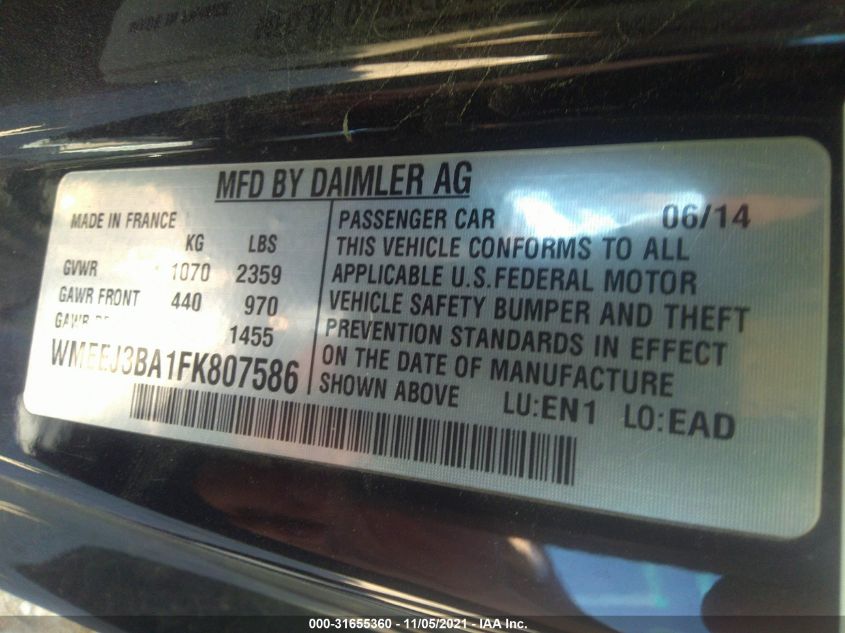 MFD BY DAIMLER AG
MADE IN FRANCE
KG LBS
GVWR 1070 2359
GAWR FRONT 440 970
GAWR 1455
WMEEJ3BA1FK807586
PASSENGER CAR 06/14
THIS VEHICLE CONFORMS TO ALL
APPLICABLE U.S.FEDERAL MOTOR
VEHICLE SAFETY BUMPER AND THEFT
PREVENTION STANDARDS IN EFFECT
ON THE DATE OF MANUFACTURE
SHOWN ABOVE LU:EN1 LO:EAD
000-31655360 - 11/05/2021 - IAA Inc.